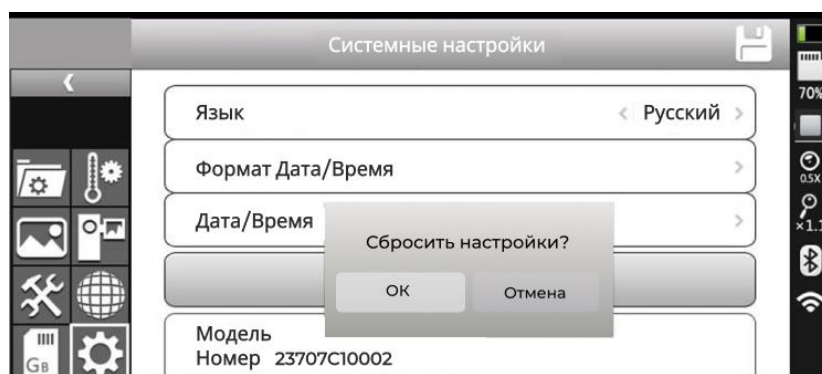 Системные настройки
70%
Язык
Русский
Формат Дата/Время
0.5X
Дата/Время
×1.1
Сбросить настройки?
ОК
Отмена
Модель
Номер 23707C10002
GB